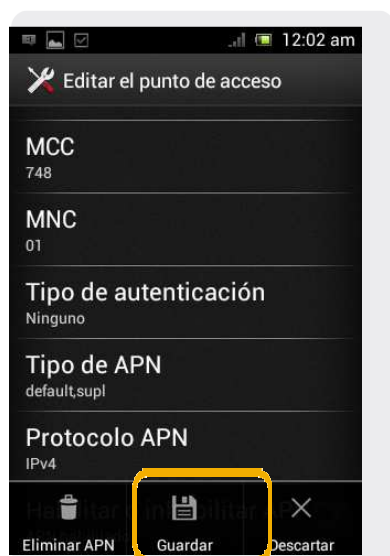 12:02 am
Editar el punto de acceso
MCC
748
MNC
01
Tipo de autenticación
Ninguno
Tipo de APN
default,supl
Protocolo APN
IPv4
Eliminar APN
Guardar
Descartar